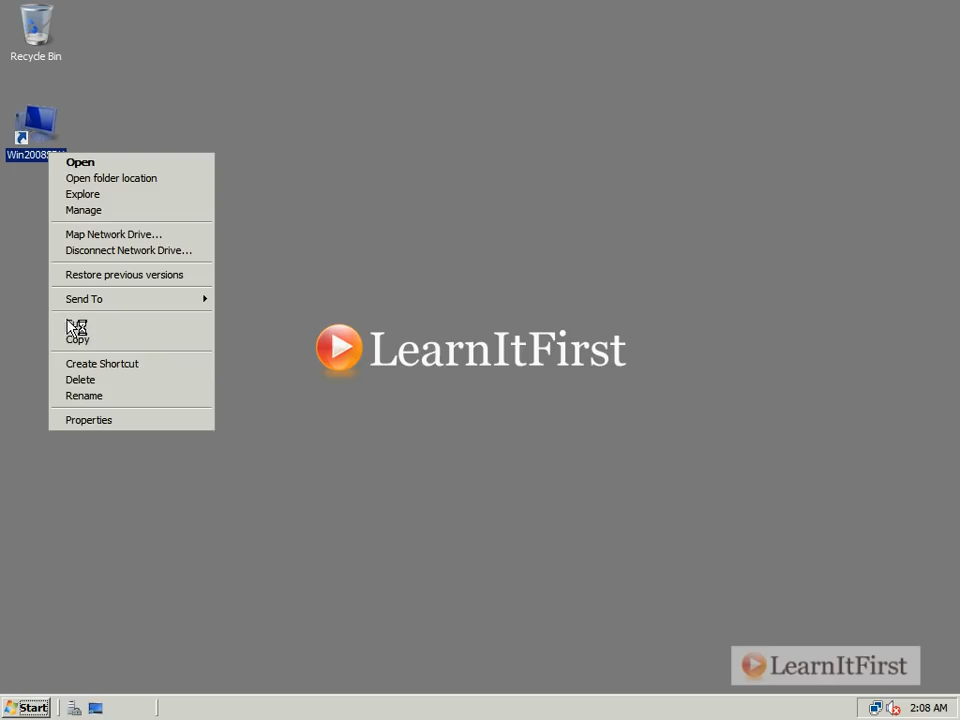 Recycle Bin
Open
Open folder location
Explore
Manage
Map Network Drive...
Disconnect Network Drive...
Restore previous versions
Send To
Copy
Create Shortcut
Delete
Rename
Properties
LearnItFirst
LearnItFirst
Start
2:08 AM